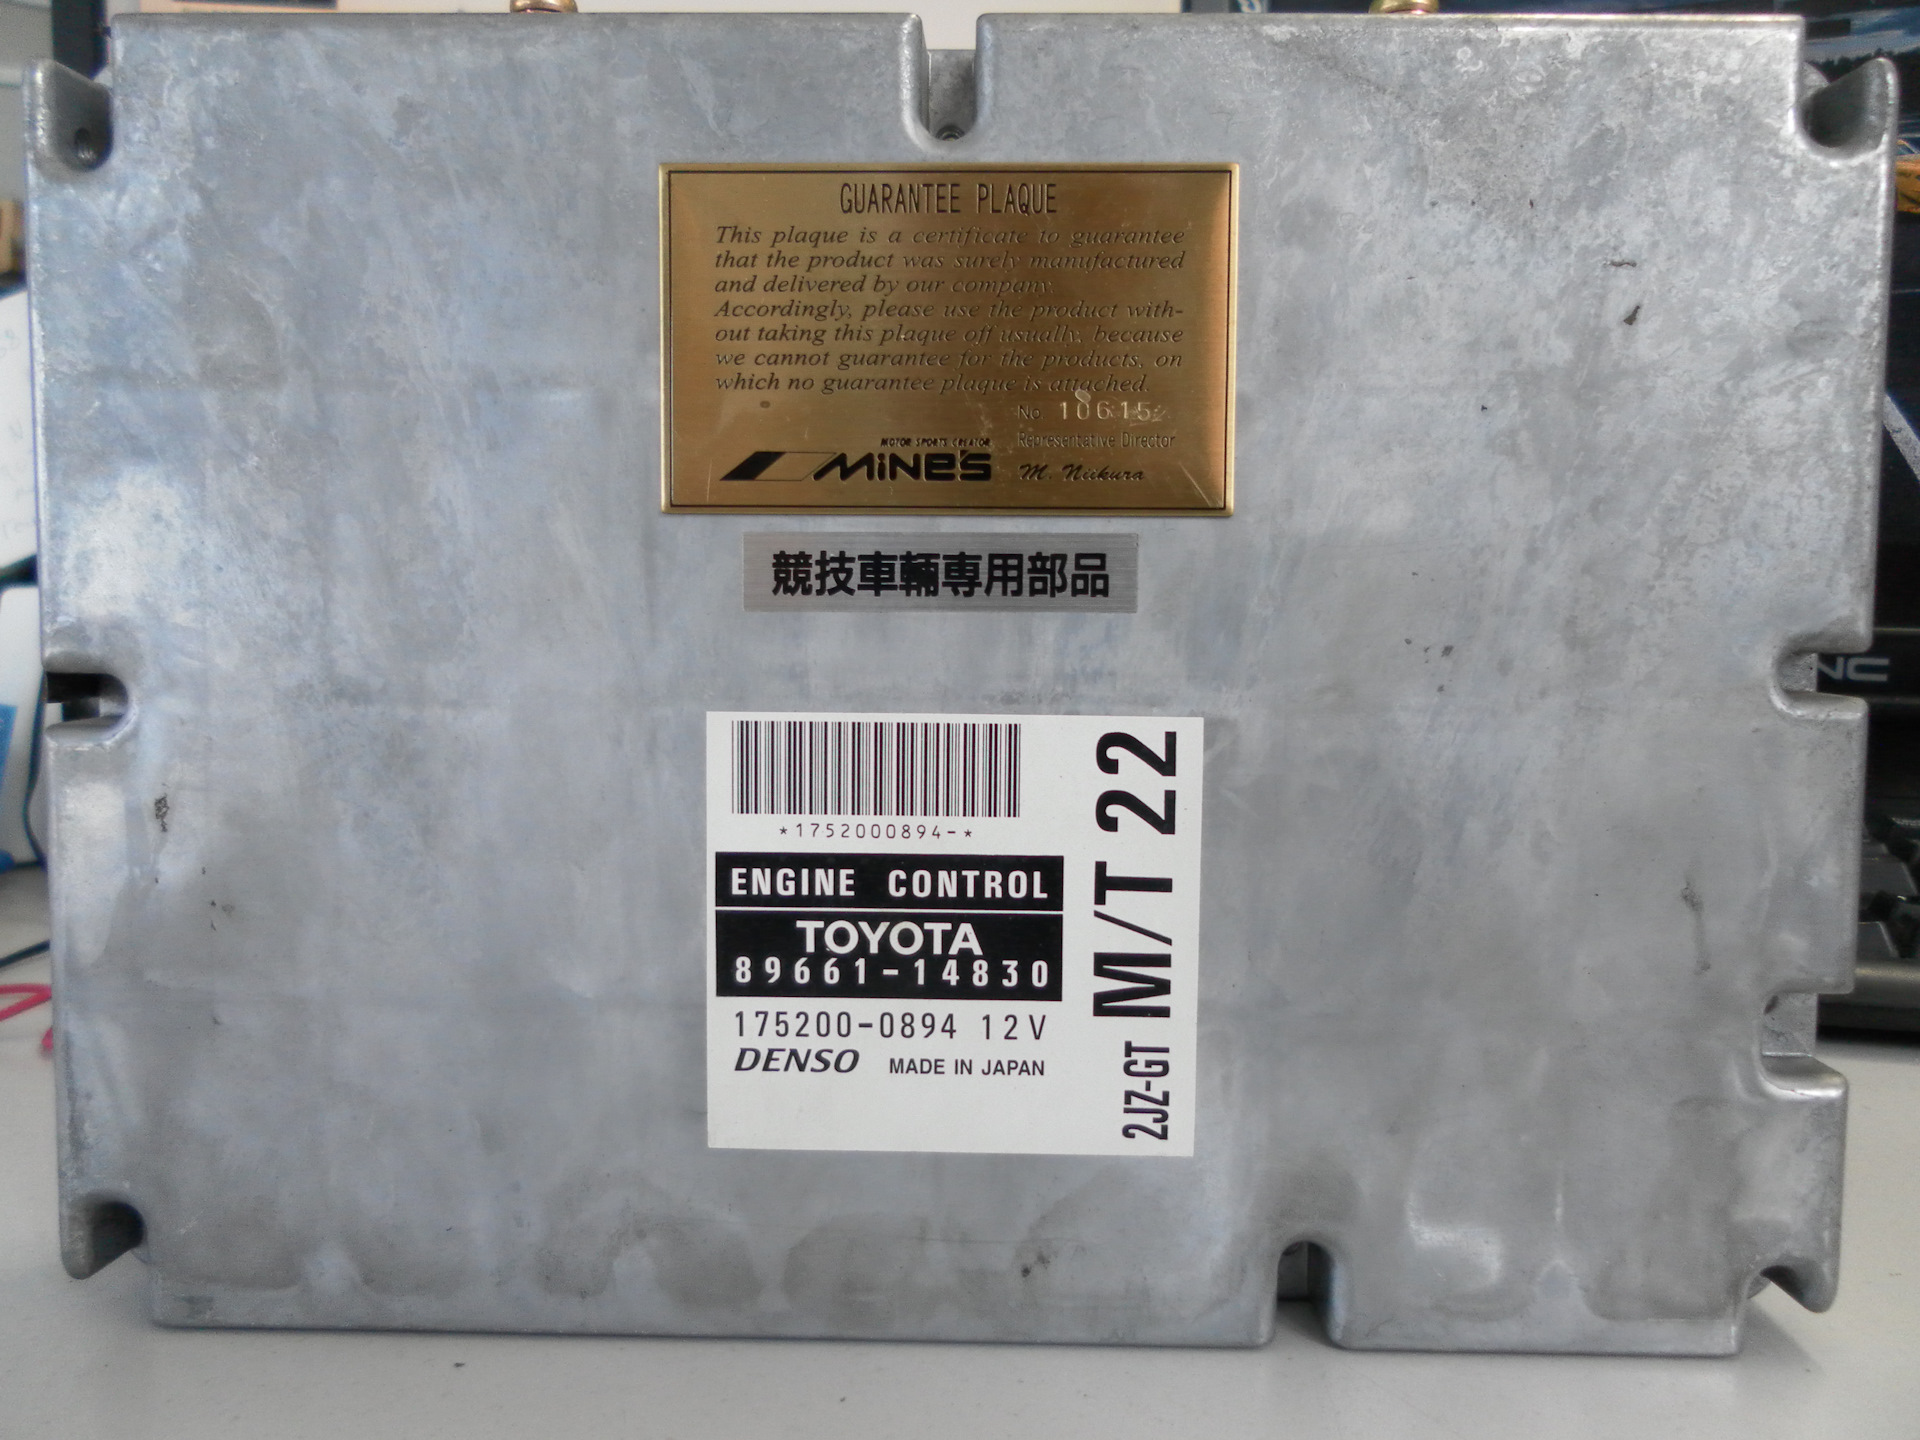 GUARANTEE PLAQUE
This plaque is a certificate to guarantee
that the product was surely manufactured
and delivered by our company.
Accordingly, please use the product with-
out taking this plaque off usually, because
we cannot guarantee for the products, on
which no guarantee plaque is attached.
No. 10615
Representative Director
MOTOR SPORTS CREATOR
MiNe's
M. Niikura
競技車輛専用部品
*1752000894-*
ENGINE CONTROL
TOYOTA
89661-14830
175200-0894 12V
DENSO MADE IN JAPAN
2JZ-GT M/T 22
NC